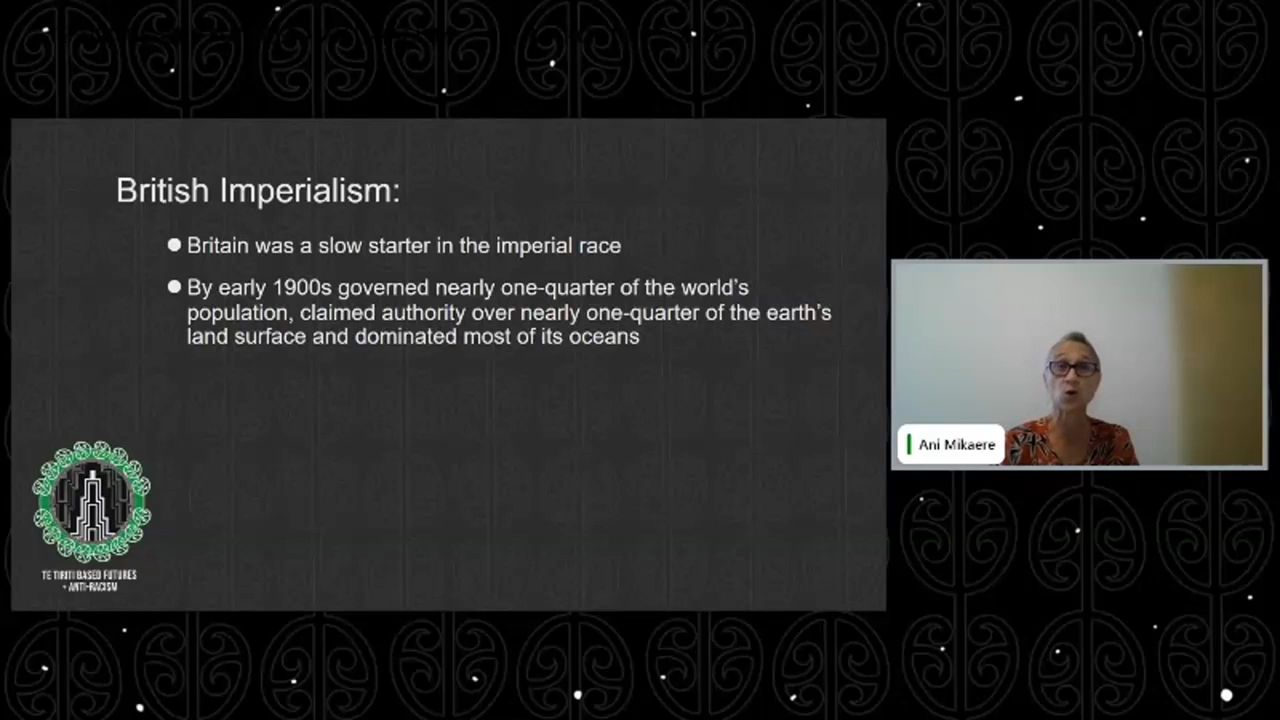 British Imperialism:
Britain was a slow starter in the imperial race
By early 1900s governed nearly one-quarter of the world's
population, claimed authority over nearly one-quarter of the earth's
land surface and dominated most of its oceans
Ani Mikaere
TE TIRITI BASED FUTURES
+ ANTI-RACISM